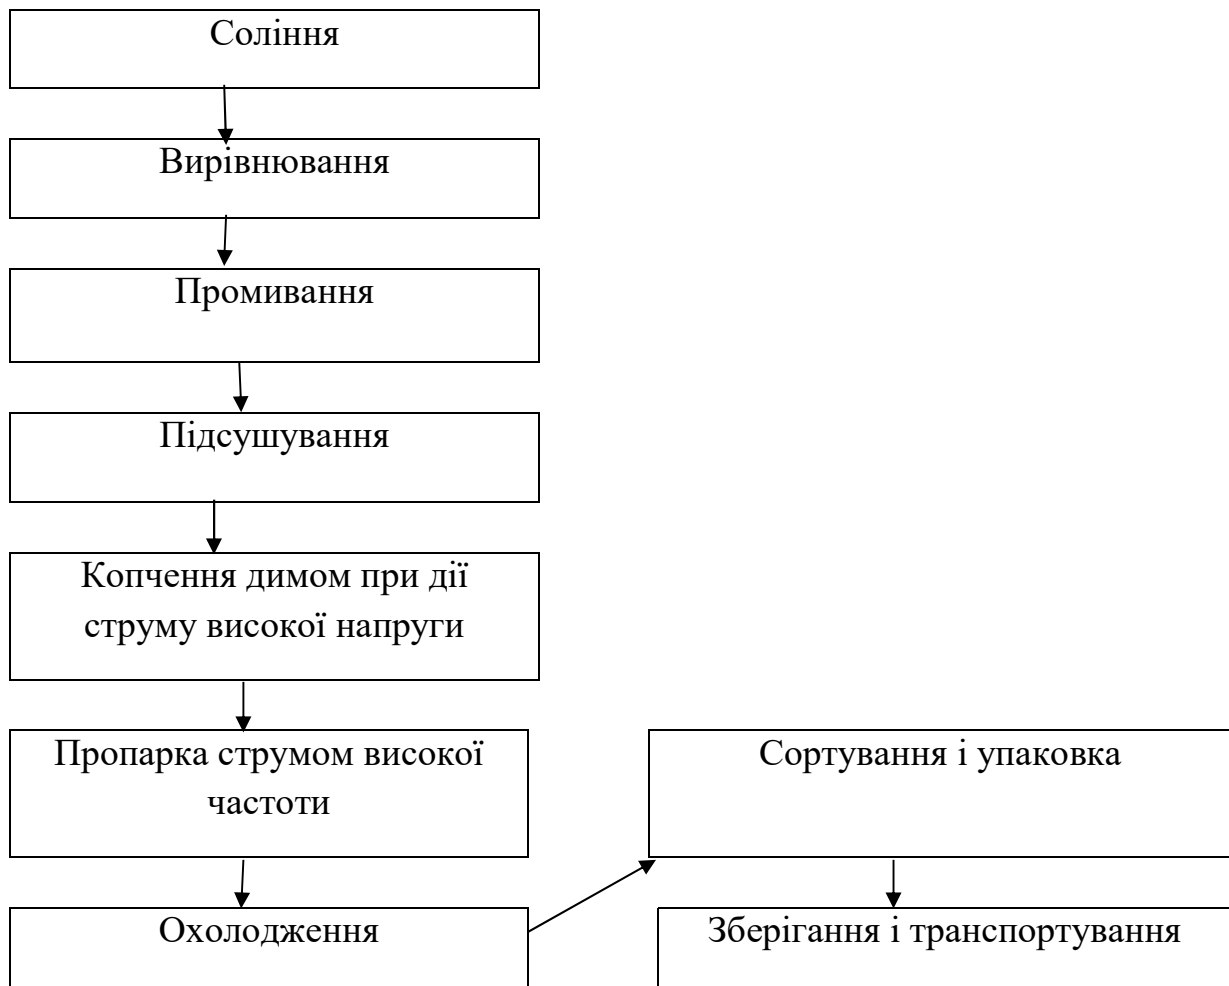 Соління
Вирівнювання
Промивання
Підсушування
Копчення димом при дії
струму високої напруги
Пропарка струмом високої
частоти
Охолодження
Сортування і упаковка
Зберігання і транспортування